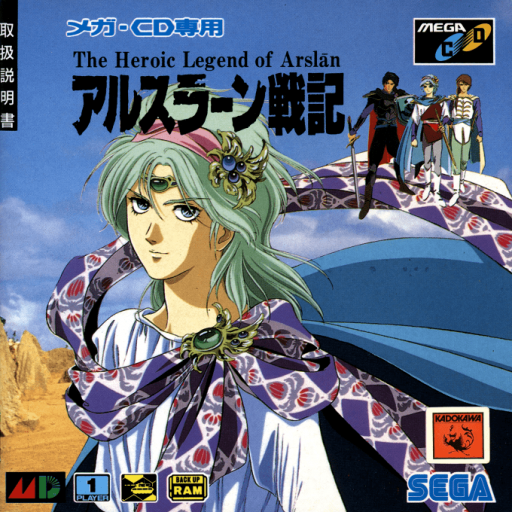 取扱説明書
メガ-CD専用
MEGA
CD
The Heroic Legend of Arslān
アルスラーン戦記
KADOKAWA
MD
1
PLAYER
BACK UP
RAM
SEGA